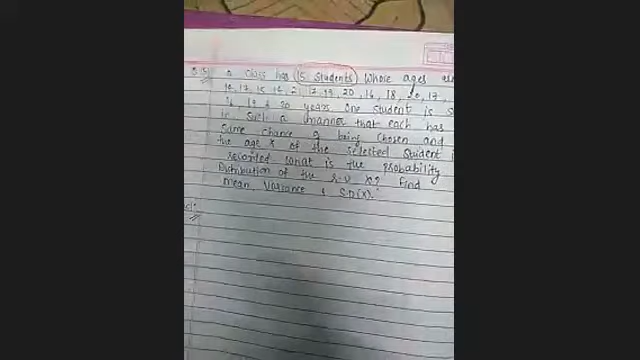 a class has 15 students whose ages are
14, 17, 15, 14, 21, 17, 19, 20, 16, 18, 20, 17,
16, 19 & 20 years. One student is
in such a manner that each has
same chance of being chosen and
the age X of the selected student
recorded what is the probability
Distribution of the r.v X? Find
mean, variance & S.D(X).